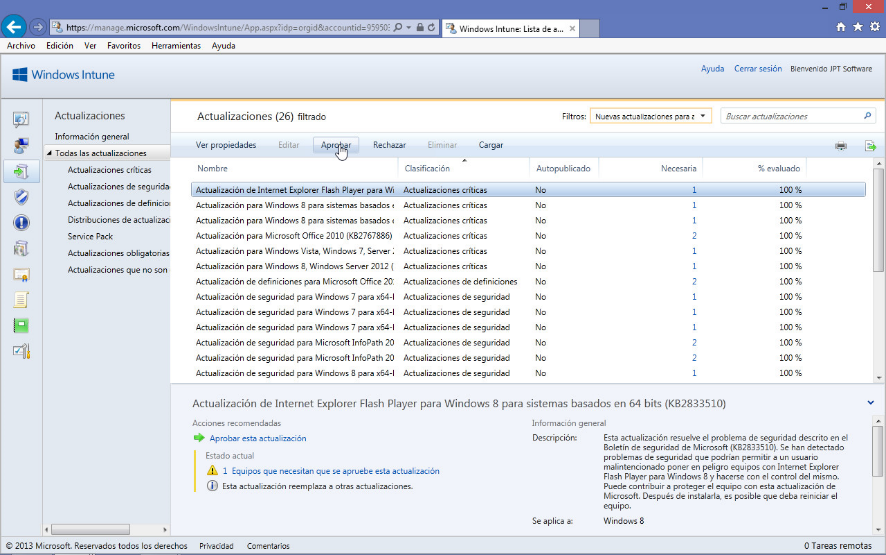 https://manage.microsoft.com/WindowsIntune/App.aspx?idp=orgid&accountid=95950
Windows Intune: Lista de a...
Archivo Edición Ver Favoritos Herramientas Ayuda
Windows Intune
Ayuda Cerrar sesión Bienvenido JPT Software
Actualizaciones
Información general
Todas las actualizaciones
Actualizaciones críticas
Actualizaciones de segurida
Actualizaciones de definicio
Distribuciones de actualizac
Service Pack
Actualizaciones obligatorias
Actualizaciones que no son
Actualizaciones (26) filtrado
Filtros: Nuevas actualizaciones para a
Buscar actualizaciones
Ver propiedades Editar Aprobar Rechazar Eliminar Cargar
Nombre Clasificación Autopublicado Necesaria % evaluado
Actualización de Internet Explorer Flash Player para Wi Actualizaciones críticas No 1 100 %
Actualización para Windows 8 para sistemas basados e Actualizaciones críticas No 1 100 %
Actualización para Windows 8 para sistemas basados e Actualizaciones críticas No 1 100 %
Actualización para Microsoft Office 2010 (KB2767886) Actualizaciones críticas No 2 100 %
Actualización para Windows Vista, Windows 7, Server 2 Actualizaciones críticas No 1 100 %
Actualización para Windows 8, Windows Server 2012 ( Actualizaciones críticas No 1 100 %
Actualización de definiciones para Microsoft Office 20 Actualizaciones de definiciones No 2 100 %
Actualización de seguridad para Windows 7 para x64-l Actualizaciones de seguridad No 1 100 %
Actualización de seguridad para Windows 7 para x64-l Actualizaciones de seguridad No 1 100 %
Actualización de seguridad para Windows 7 para x64-l Actualizaciones de seguridad No 1 100 %
Actualización de seguridad para Microsoft InfoPath 20 Actualizaciones de seguridad No 2 100 %
Actualización de seguridad para Microsoft InfoPath 20 Actualizaciones de seguridad No 2 100 %
Actualización de seguridad para Windows 8 para x64-l Actualizaciones de seguridad No 1 100 %
Actualización de Internet Explorer Flash Player para Windows 8 para sistemas basados en 64 bits (KB2833510)
Acciones recomendadas
Aprobar esta actualización
Estado actual
1 Equipos que necesitan que se apruebe esta actualización
Esta actualización reemplaza a otras actualizaciones.
Información general
Descripción: Esta actualización resuelve el problema de seguridad descrito en el
Boletín de seguridad de Microsoft (KB2833510). Se han detectado
problemas de seguridad que podrían permitir a un usuario
malintencionado poner en peligro equipos con Internet Explorer
Flash Player para Windows 8 y hacerse con el control del mismo.
Puede contribuir a proteger el equipo con esta actualización de
Microsoft. Después de instalarla, es posible que deba reiniciar el
equipo.
Se aplica a: Windows 8
© 2013 Microsoft. Reservados todos los derechos Privacidad Comentarios 0 Tareas remotas